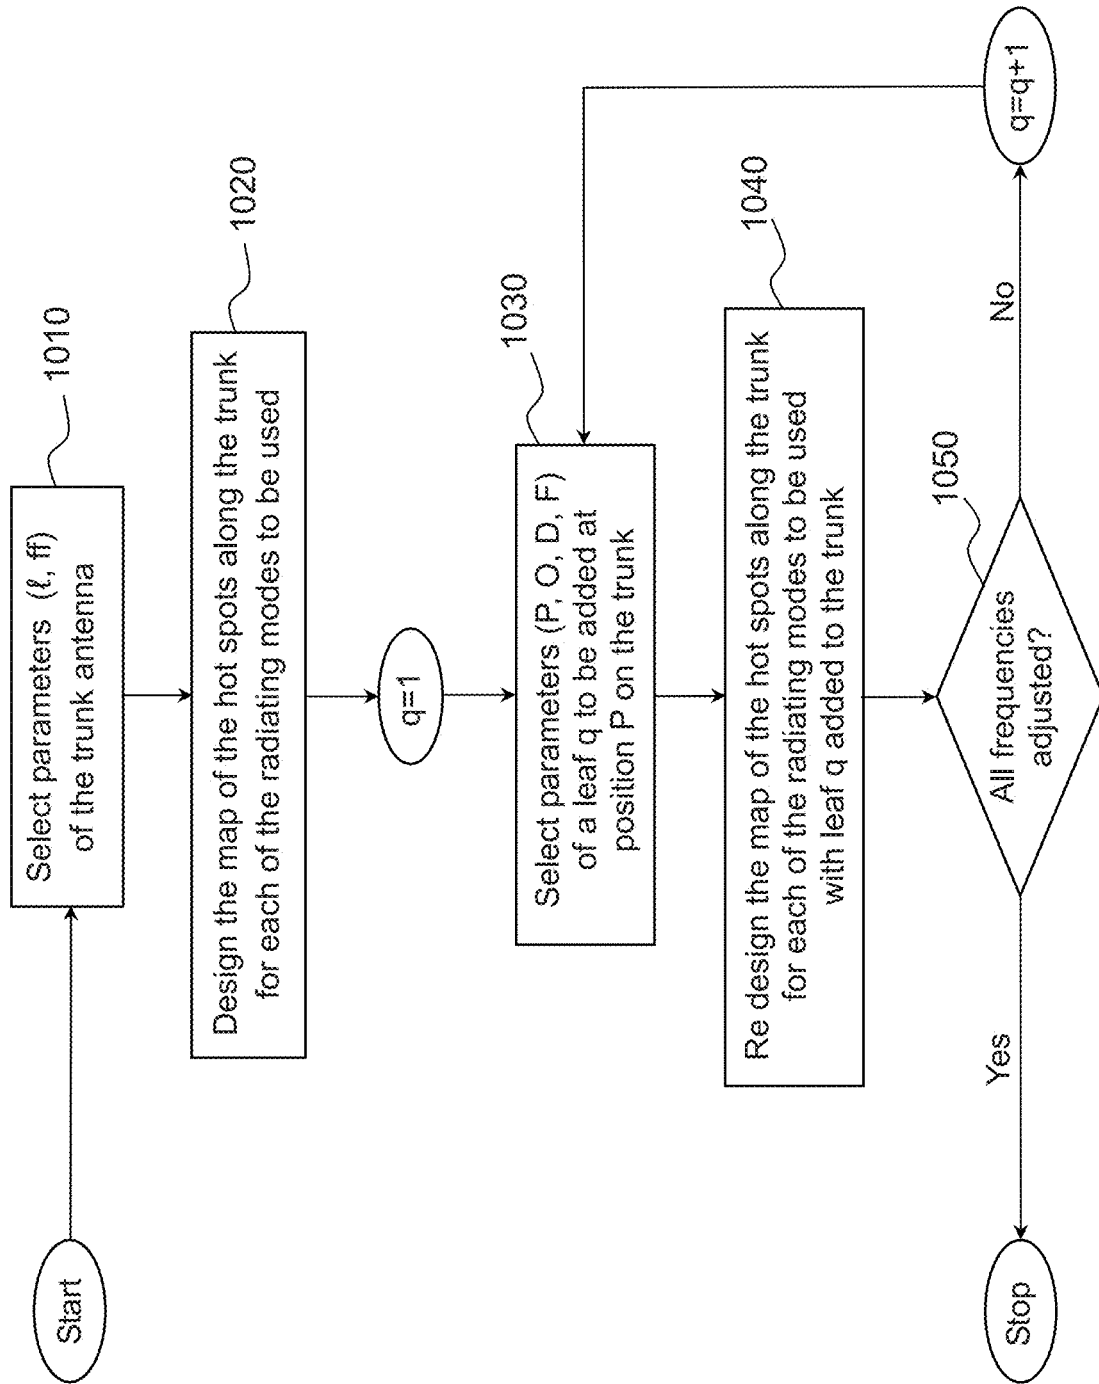 Start
Select parameters (ℓ, ff)
of the trunk antenna
1010
Design the map of the hot spots along the trunk
for each of the radiating modes to be used
1020
q=1
Select parameters (P, O, D, F)
of a leaf q to be added at
position P on the trunk
1030
Re design the map of the hot spots along the trunk
for each of the radiating modes to be used
with leaf q added to the trunk
1040
All frequencies
adjusted?
1050
Yes
No
Stop
q=q+1